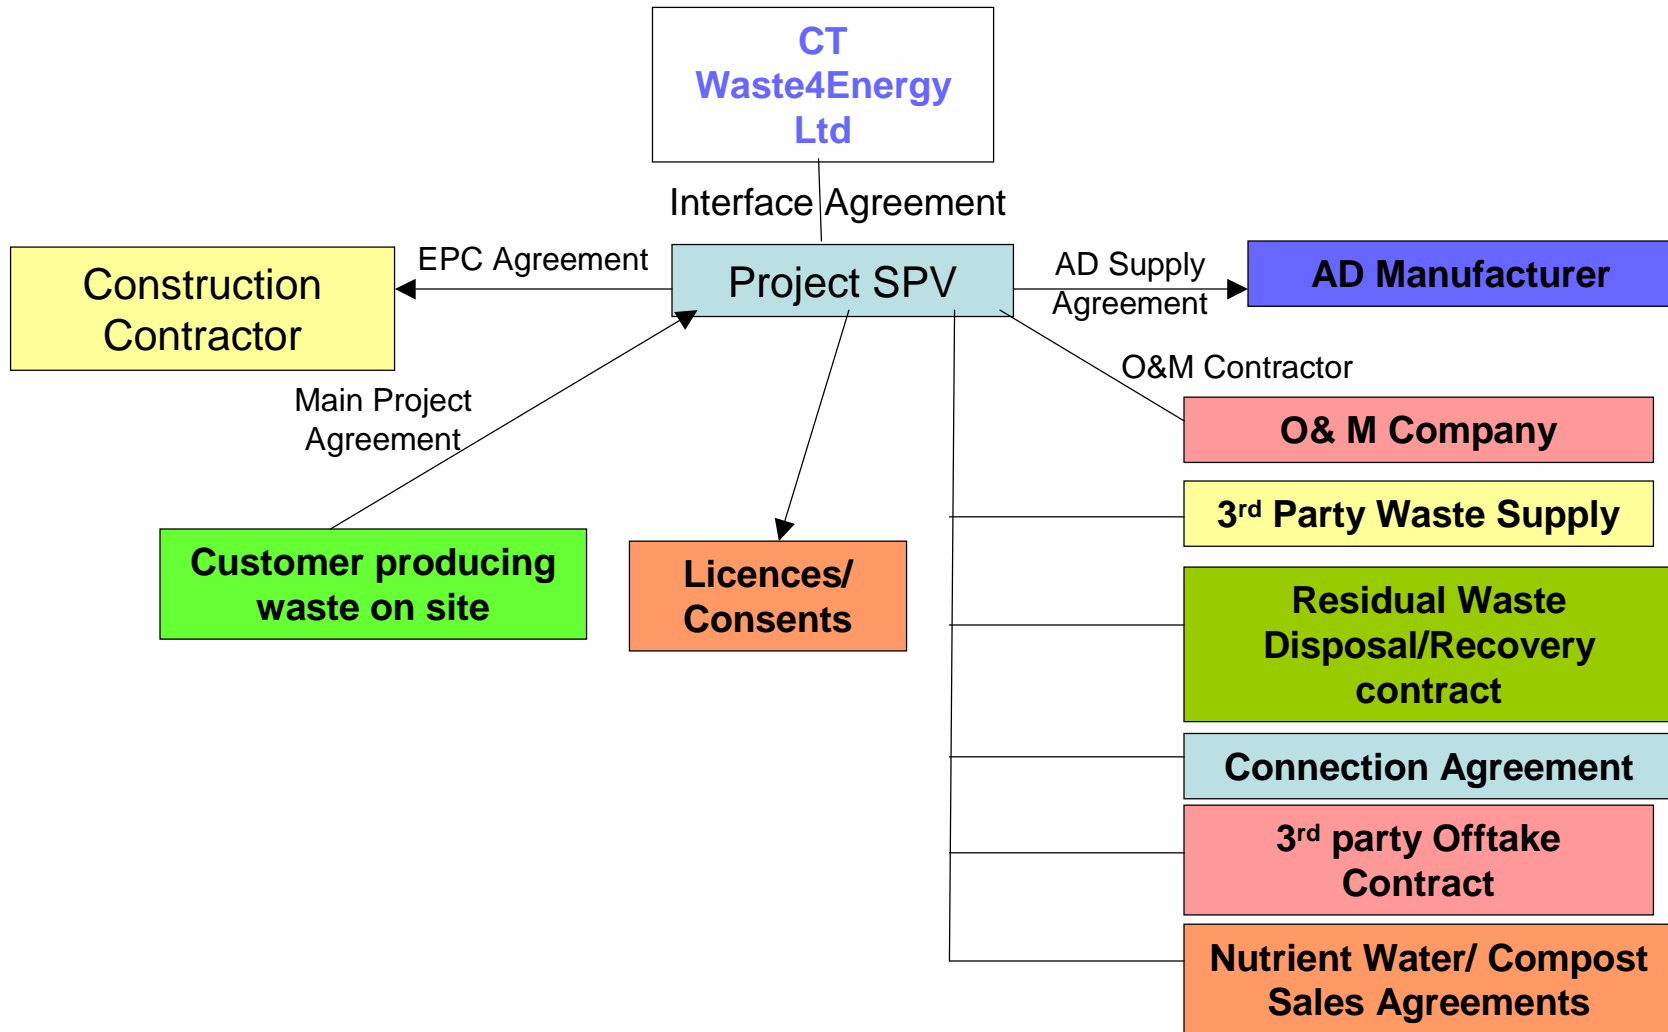 CT
Waste4Energy
Ltd
Interface Agreement
EPC Agreement
Project SPV
AD Supply
Agreement
AD Manufacturer
Construction
Contractor
O&M Contractor
Main Project
Agreement
O& M Company
3rd Party Waste Supply
Customer producing
waste on site
Licences/
Consents
Residual Waste
Disposal/Recovery
contract
Connection Agreement
3rd party Offtake
Contract
Nutrient Water/ Compost
Sales Agreements